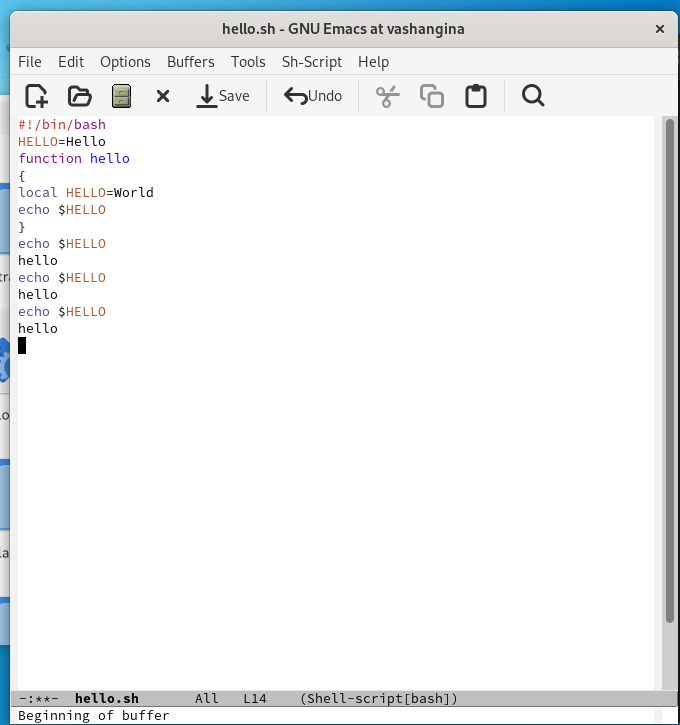 hello.sh - GNU Emacs at vashangina
File Edit Options Buffers Tools Sh-Script Help
Save Undo
#!/bin/bash
HELLO=Hello
function hello
{
local HELLO=World
echo $HELLO
}
echo $HELLO
hello
echo $HELLO
hello
echo $HELLO
hello
-:**- hello.sh All L14 (Shell-script[bash])
Beginning of buffer